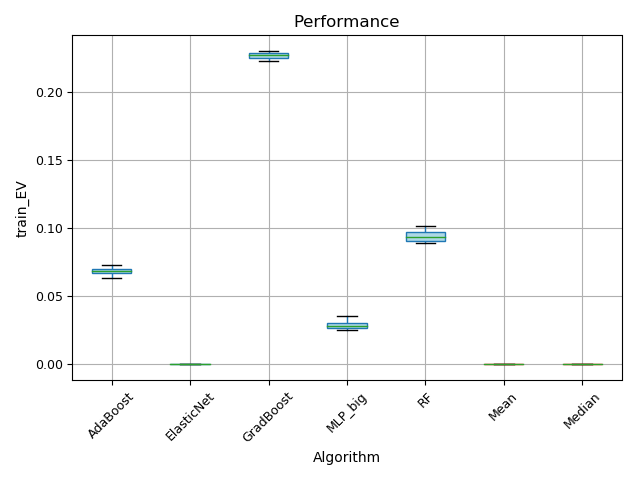 Performance
train_EV
0.20
0.15
0.10
0.05
0.00
AdaBoost
ElasticNet
GradBoost
MLP_big
RF
Mean
Median
Algorithm